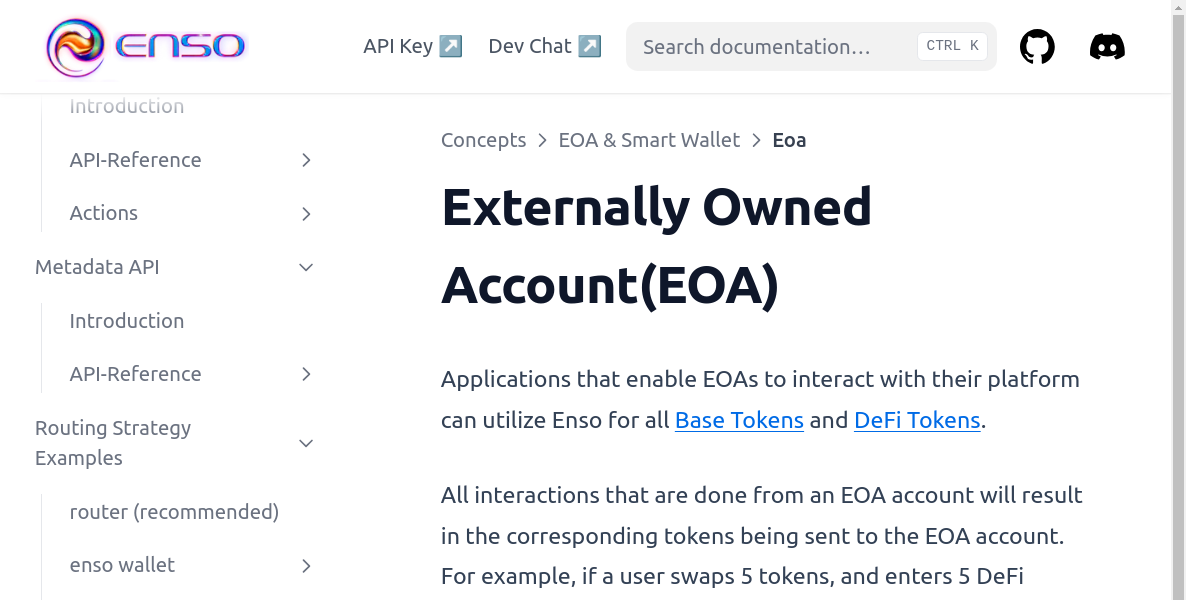 ENSO
API Key ↗
Dev Chat ↗
Search documentation…
CTRL K
Introduction
API-Reference
Actions
Metadata API
Introduction
API-Reference
Routing Strategy
Examples
router (recommended)
enso wallet
Concepts > EOA & Smart Wallet > Eoa
Externally Owned
Account(EOA)
Applications that enable EOAs to interact with their platform
can utilize Enso for all Base Tokens and DeFi Tokens.
All interactions that are done from an EOA account will result
in the corresponding tokens being sent to the EOA account.
For example, if a user swaps 5 tokens, and enters 5 DeFi